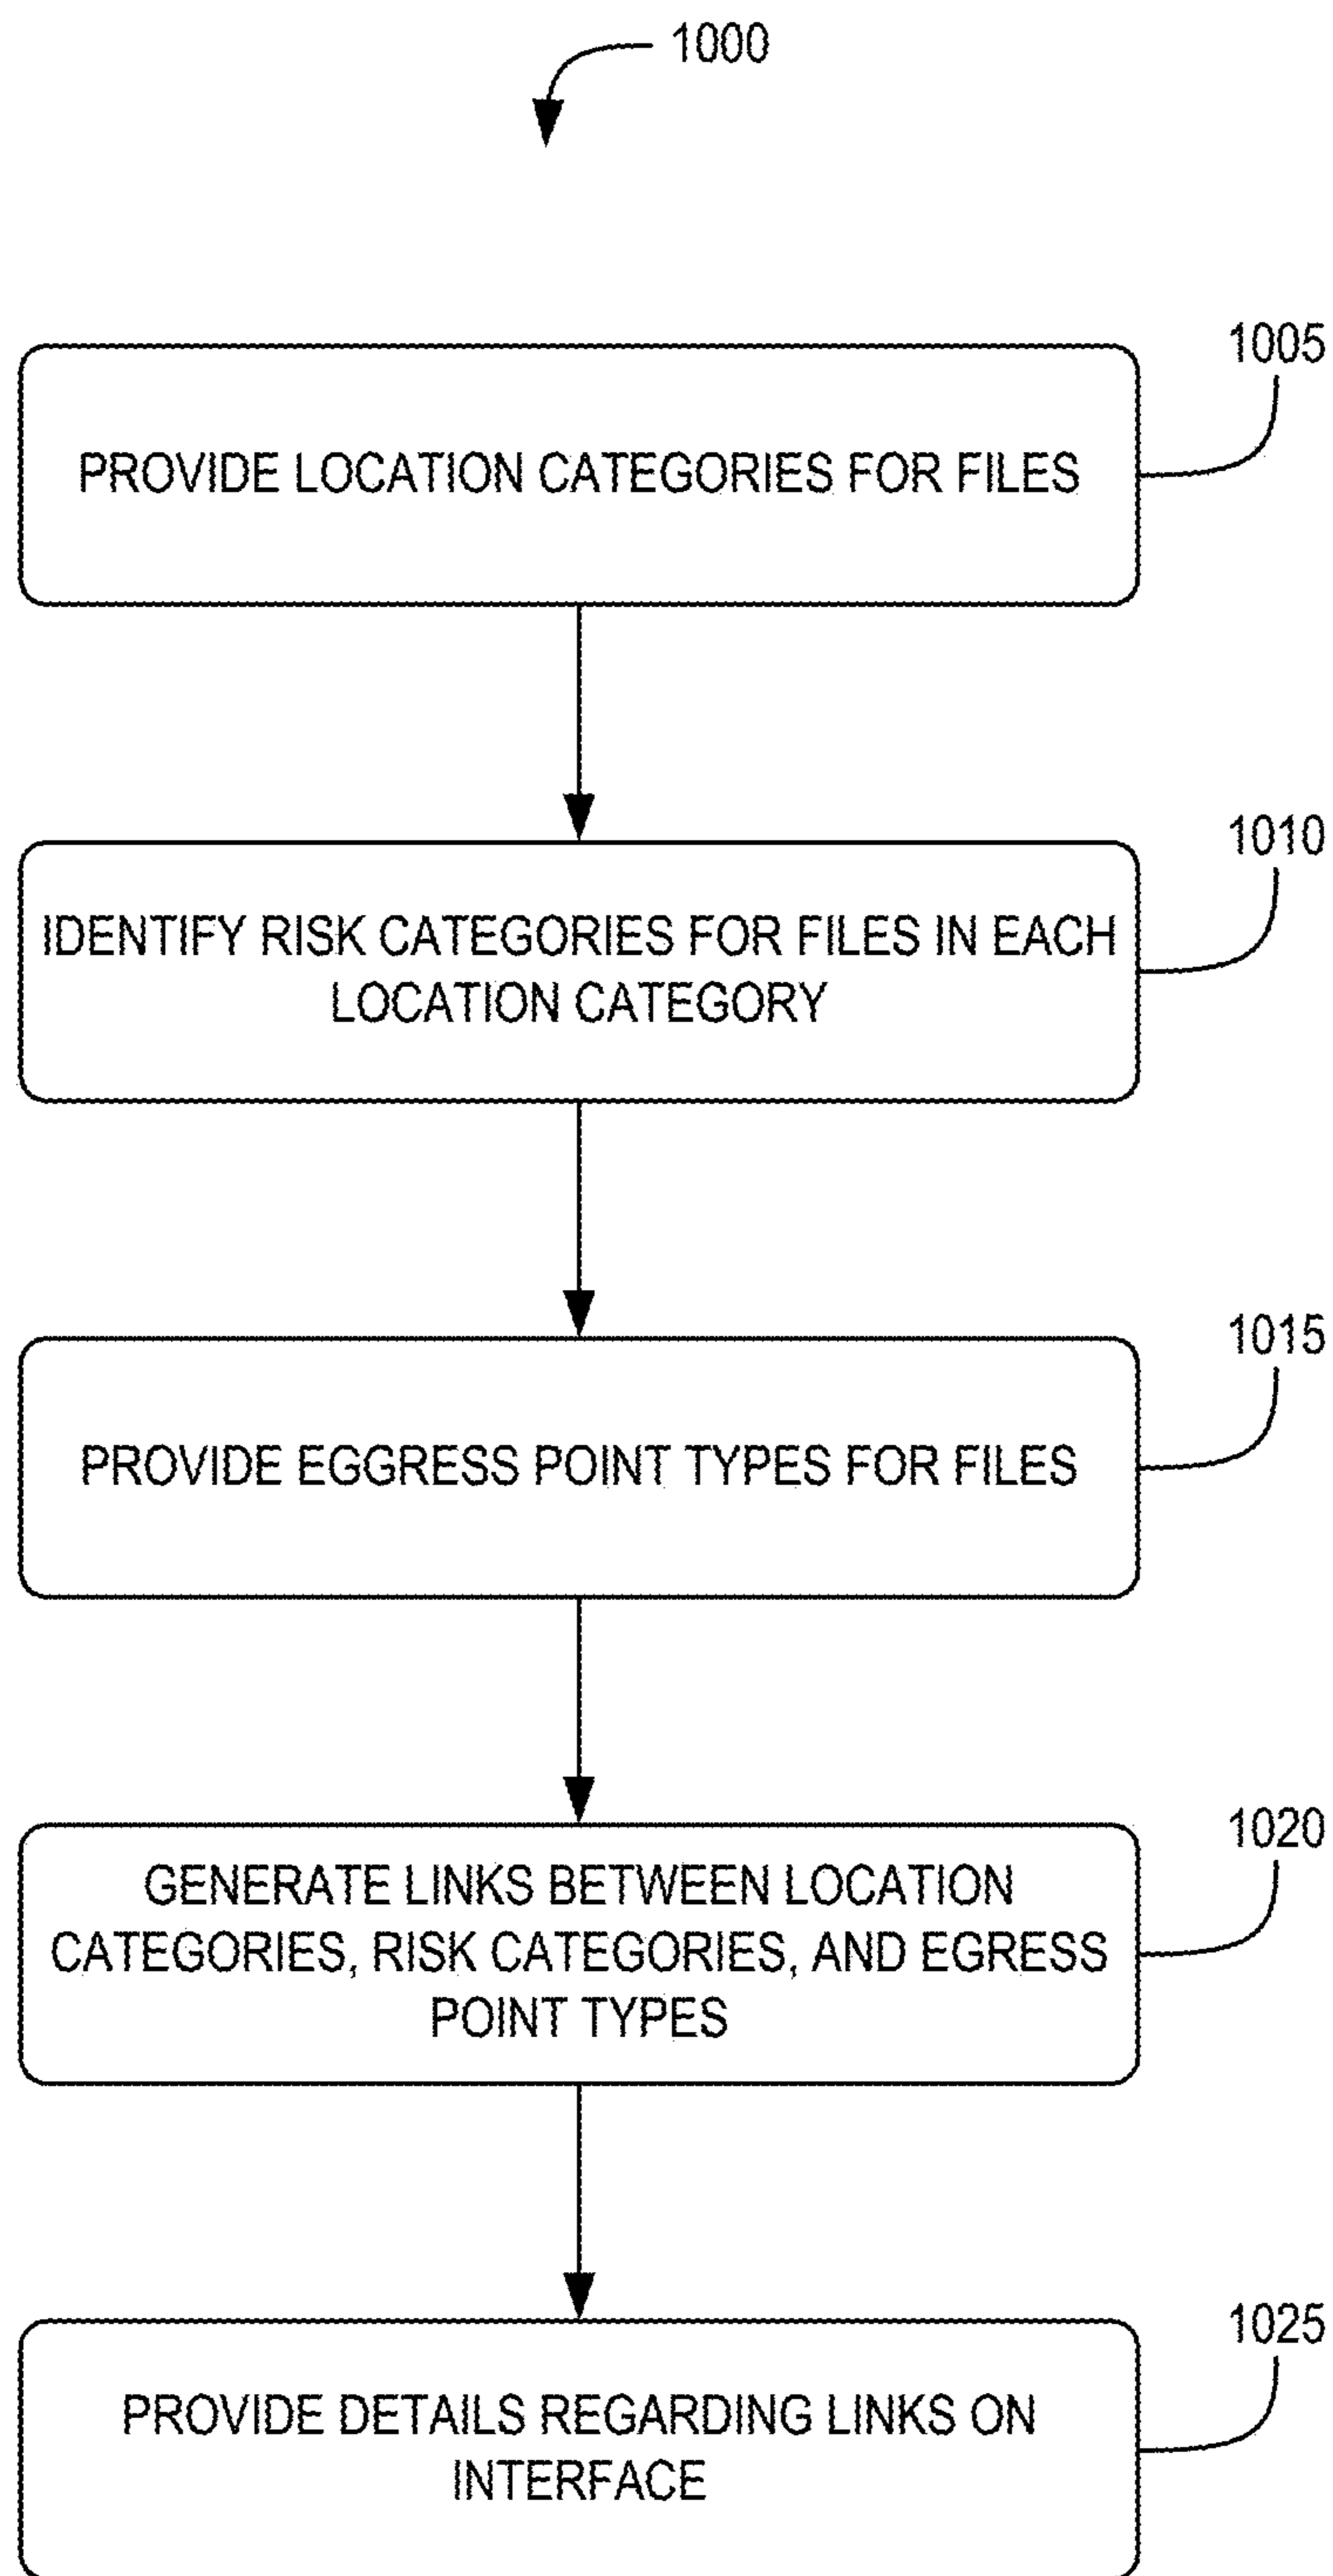 1000
1005
PROVIDE LOCATION CATEGORIES FOR FILES
1010
IDENTIFY RISK CATEGORIES FOR FILES IN EACH
LOCATION CATEGORY
1015
PROVIDE EGGRESS POINT TYPES FOR FILES
1020
GENERATE LINKS BETWEEN LOCATION
CATEGORIES, RISK CATEGORIES, AND EGRESS
POINT TYPES
1025
PROVIDE DETAILS REGARDING LINKS ON
INTERFACE